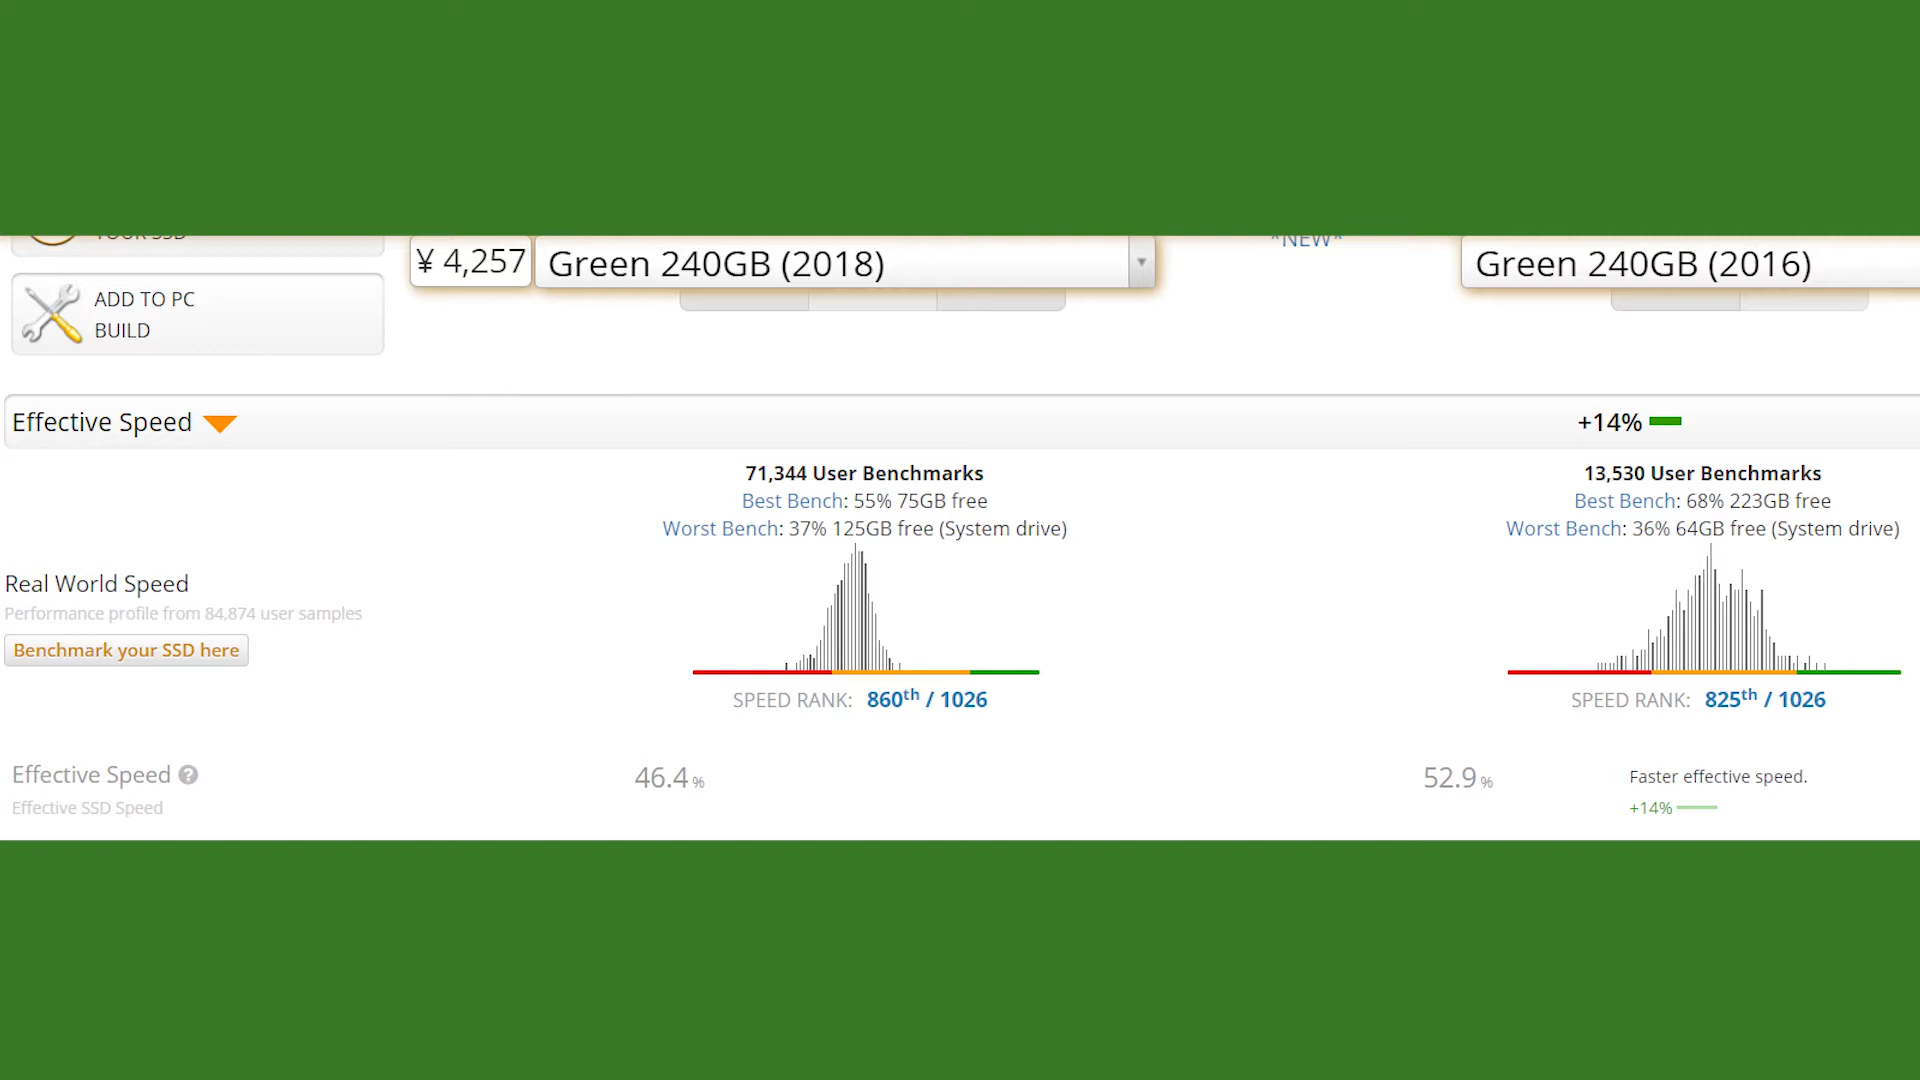 YOUR SSD
*NEW*
¥ 4,257
Green 240GB (2018)
Green 240GB (2016)
ADD TO PC
BUILD
Effective Speed
+14%
71,344 User Benchmarks
Best Bench: 55% 75GB free
Worst Bench: 37% 125GB free (System drive)
13,530 User Benchmarks
Best Bench: 68% 223GB free
Worst Bench: 36% 64GB free (System drive)
Real World Speed
Performance profile from 84,874 user samples
Benchmark your SSD here
SPEED RANK: 860th / 1026
SPEED RANK: 825th / 1026
Effective Speed ?
Effective SSD Speed
46.4 %
52.9 %
Faster effective speed.
+14%